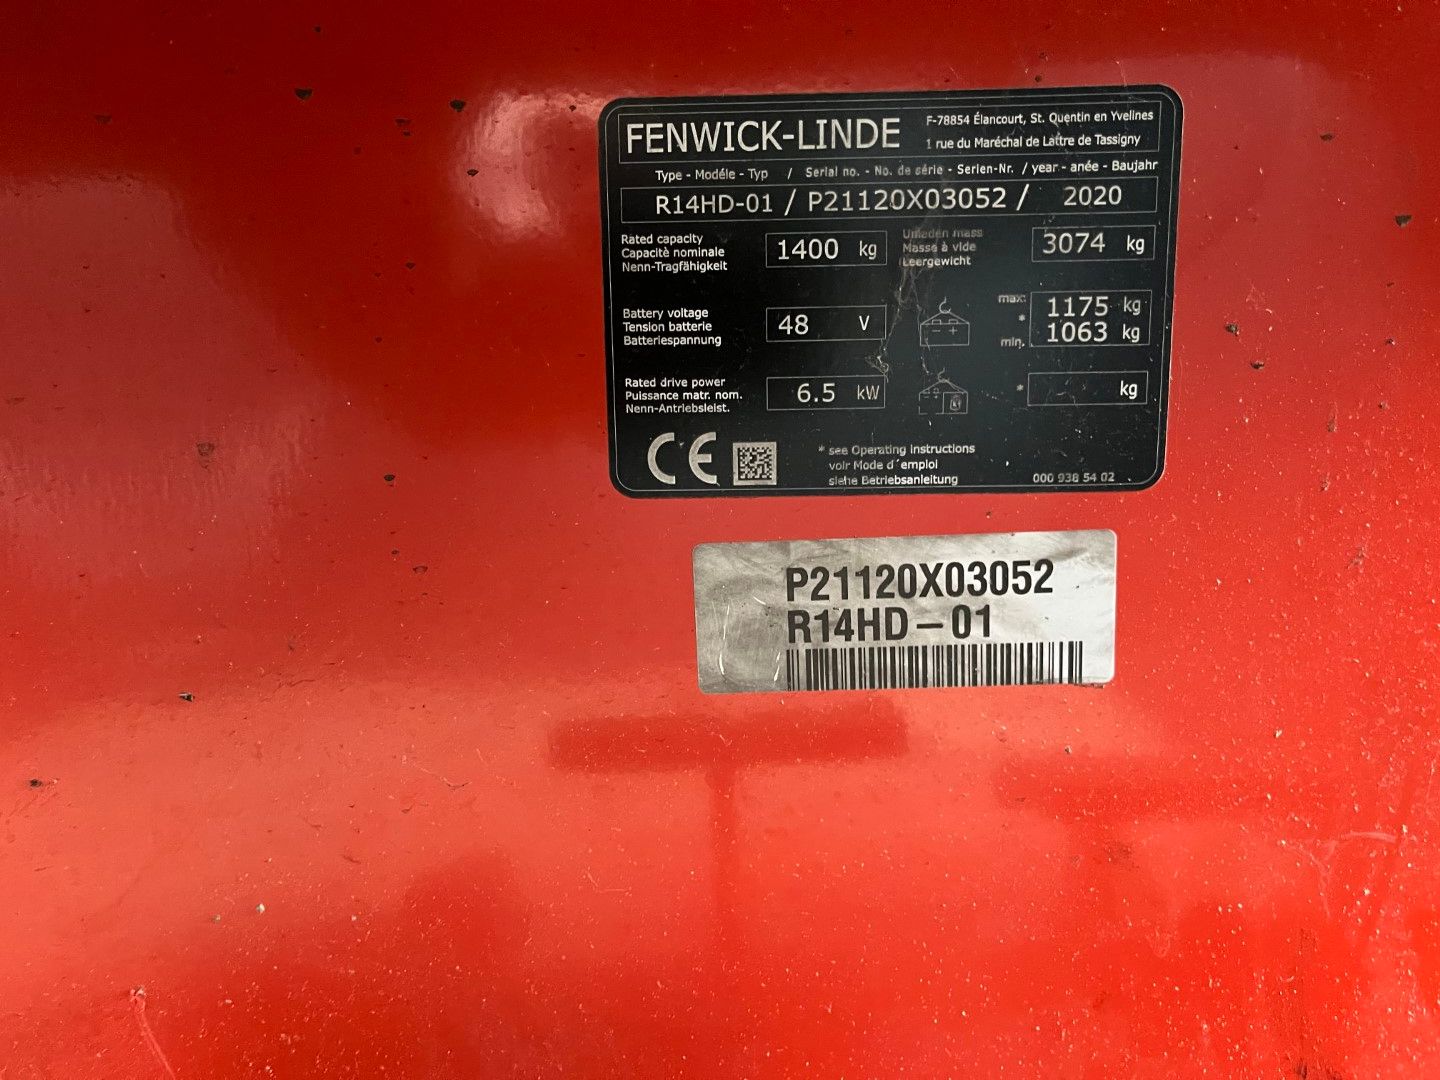 FENWICK-LINDE
F-78854 Élancourt, St. Quentin en Yvelines
1 rue du Maréchal de Lattre de Tassigny
Type - Modéle - Typ / Serial no. - No. de série - Serien-Nr. / year - anée - Baujahr
R14HD-01 / P21120X03052 / 2020
Rated capacity
Capacitè nominale
Nenn-Tragfähigkeit
1400 kg
Unladen mass
Masse à vide
Leergewicht
3074 kg
Battery voltage
Tension batterie
Batteriespannung
48 V
max.
*
min.
1175 kg
1063 kg
Rated drive power
Puissance matr. nom.
Nenn-Antriebsleist.
6.5 kW
* kg
CE
* see Operating instructions
voir Mode d´emploi
siehe Betriebsanleitung
000 938 54 02
P21120X03052
R14HD-01